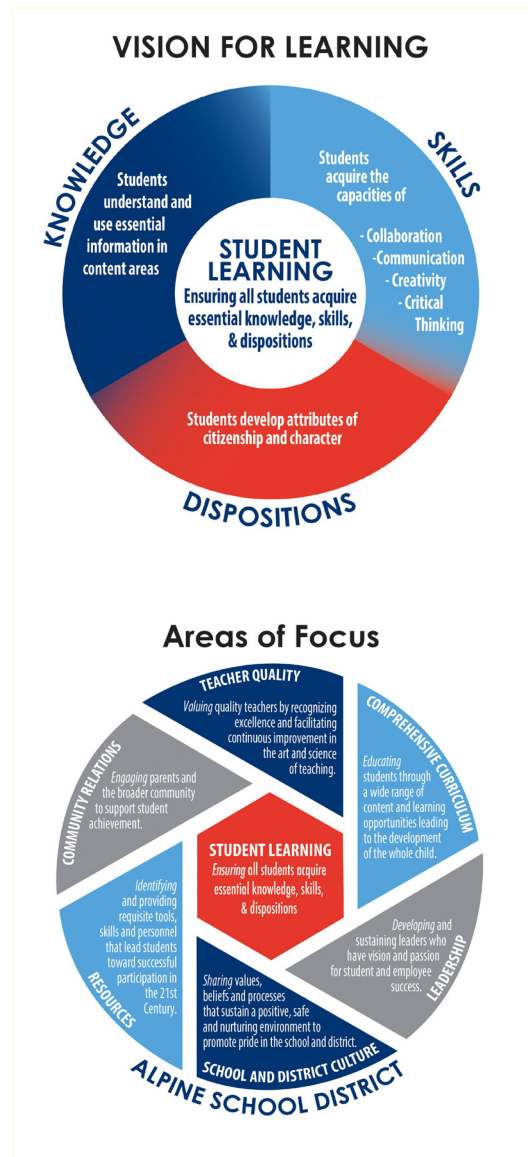 VISION FOR LEARNING
KNOWLEDGE
Students
understand and
use essential
information in
content areas
SKILLS
Students
acquire the
capacities of
- Collaboration
-Communication
- Creativity
- Critical
Thinking
STUDENT
LEARNING
Ensuring all students acquire
essential knowledge, skills,
& dispositions
Students develop attributes of
citizenship and character
DISPOSITIONS
Areas of Focus
TEACHER QUALITY
Valuing quality teachers by recognizing
excellence and facilitating
continuous improvement in
the art and science
of teaching.
COMPREHENSIVE CURRICULUM
Educating
students through
a wide range of
content and learning
opportunities leading
to the development
of the whole child.
COMMUNITY RELATIONS
Engaging parents and
the broader community
to support student
achievement.
STUDENT LEARNING
Ensuring all students acquire
essential knowledge, skills,
& dispositions
LEADERSHIP
Developing and
sustaining leaders who
have vision and passion
for student and employee
success.
RESOURCES
Identifying
and providing
requisite tools,
skills and personnel
that lead students
toward successful
participation in
the 21st
Century.
Sharing values,
beliefs and processes
that sustain a positive, safe
and nurturing environment to
promote pride in the school and district.
SCHOOL AND DISTRICT CULTURE
ALPINE SCHOOL DISTRICT